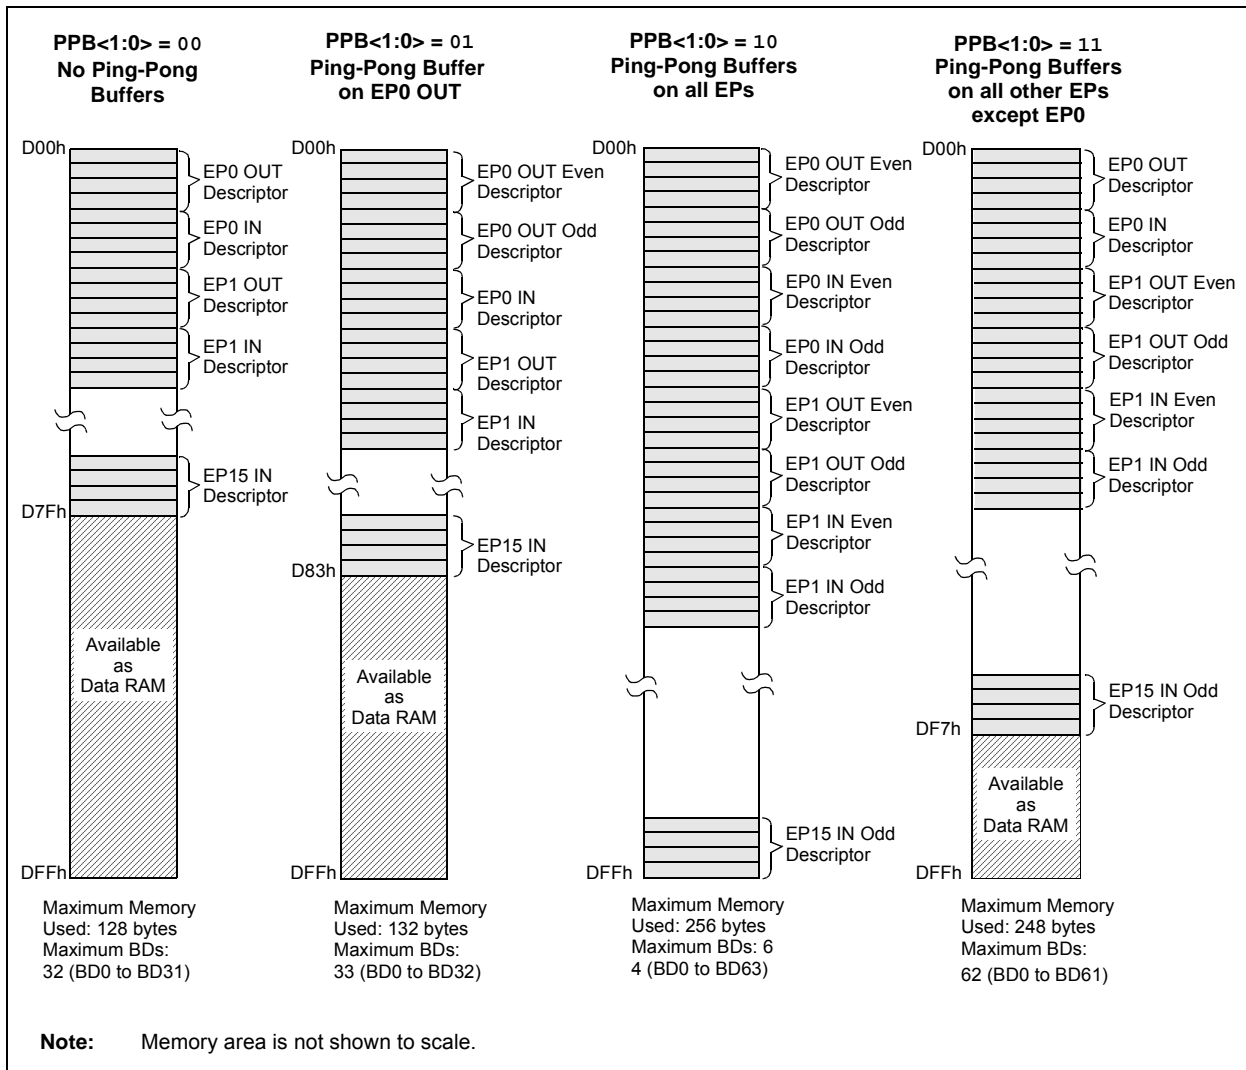 PPB<1:0> = 00
No Ping-Pong
Buffers
D00h
EP0 OUT
Descriptor
EP0 IN
Descriptor
EP1 OUT
Descriptor
EP1 IN
Descriptor
EP15 IN
Descriptor
D7Fh
Available
as
Data RAM
DFFh
Maximum Memory
Used: 128 bytes
Maximum BDs:
32 (BD0 to BD31)
PPB<1:0> = 01
Ping-Pong Buffer
on EP0 OUT
D00h
EP0 OUT Even
Descriptor
EP0 OUT Odd
Descriptor
EP0 IN
Descriptor
EP1 OUT
Descriptor
EP1 IN
Descriptor
EP15 IN
Descriptor
D83h
Available
as
Data RAM
DFFh
Maximum Memory
Used: 132 bytes
Maximum BDs:
33 (BD0 to BD32)
PPB<1:0> = 10
Ping-Pong Buffers
on all EPs
D00h
EP0 OUT Even
Descriptor
EP0 OUT Odd
Descriptor
EP0 IN Even
Descriptor
EP0 IN Odd
Descriptor
EP1 OUT Even
Descriptor
EP1 OUT Odd
Descriptor
EP1 IN Even
Descriptor
EP1 IN Odd
Descriptor
EP15 IN Odd
Descriptor
DFFh
Maximum Memory
Used: 256 bytes
Maximum BDs: 6
4 (BD0 to BD63)
PPB<1:0> = 11
Ping-Pong Buffers
on all other EPs
except EP0
D00h
EP0 OUT
Descriptor
EP0 IN
Descriptor
EP1 OUT Even
Descriptor
EP1 OUT Odd
Descriptor
EP1 IN Even
Descriptor
EP1 IN Odd
Descriptor
EP15 IN Odd
Descriptor
DF7h
Available
as
Data RAM
DFFh
Maximum Memory
Used: 248 bytes
Maximum BDs:
62 (BD0 to BD61)
Note: Memory area is not shown to scale.